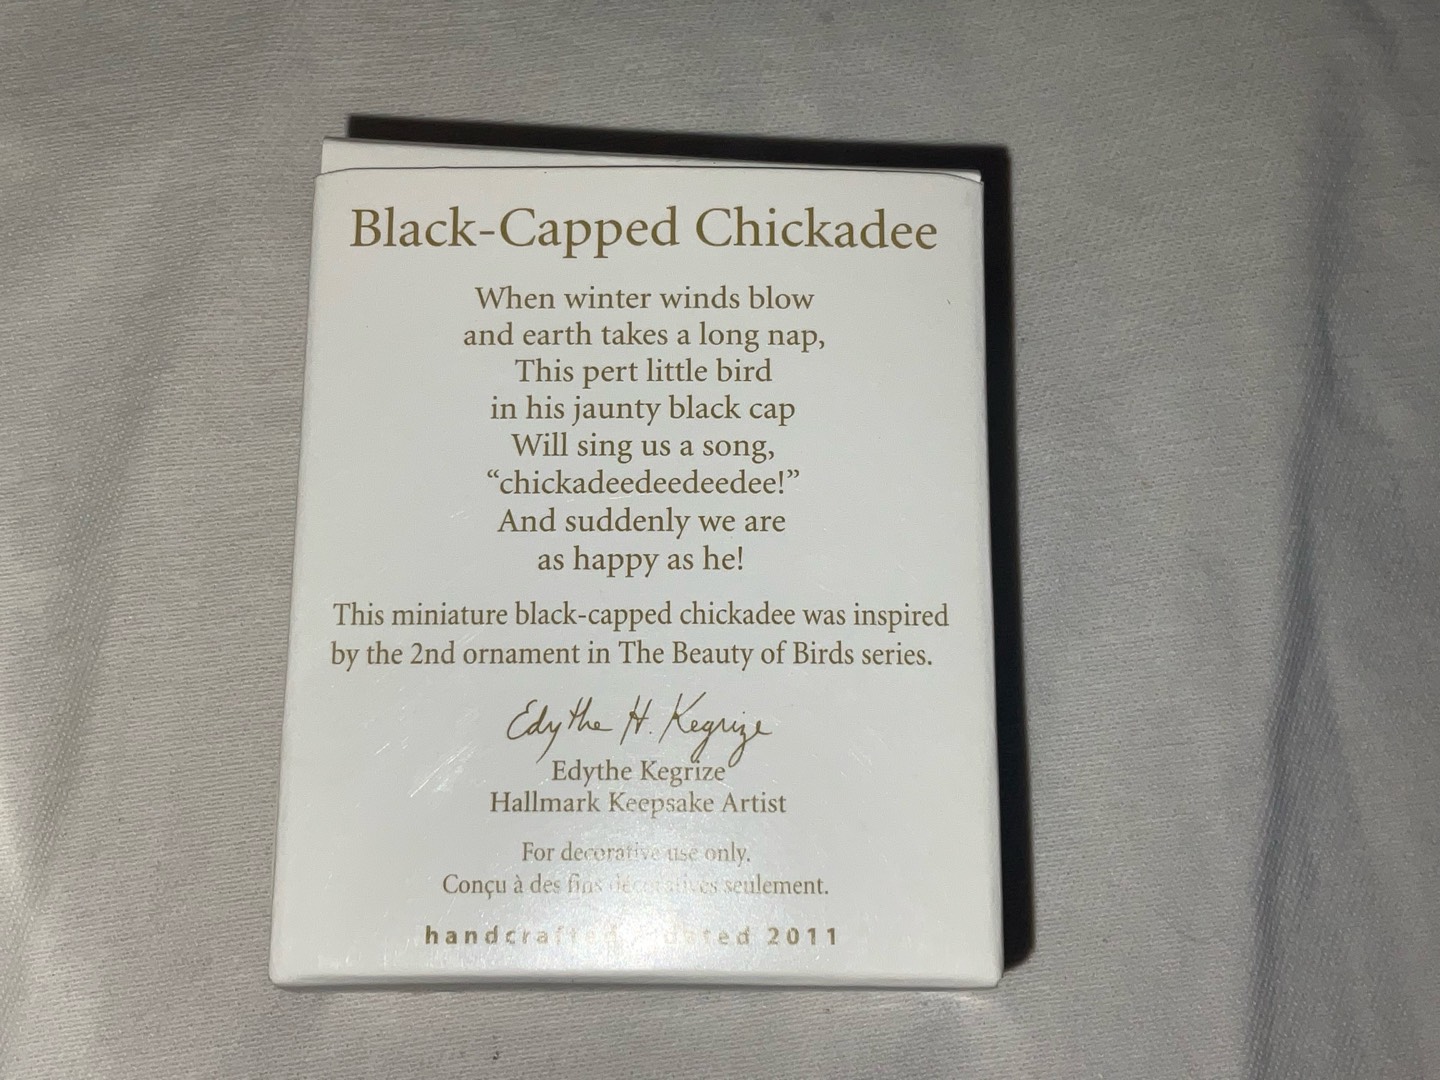 Black-Capped Chickadee
When winter winds blow
and earth takes a long nap,
This pert little bird
in his jaunty black cap
Will sing us a song,
“chickadeedeedeedee!”
And suddenly we are
as happy as he!
This miniature black-capped chickadee was inspired
by the 2nd ornament in The Beauty of Birds series.
Edythe H. Kegrize
Edythe Kegrize
Hallmark Keepsake Artist
For decorative use only.
Conçu à des fins décoratives seulement.
handcrafted dated 2011